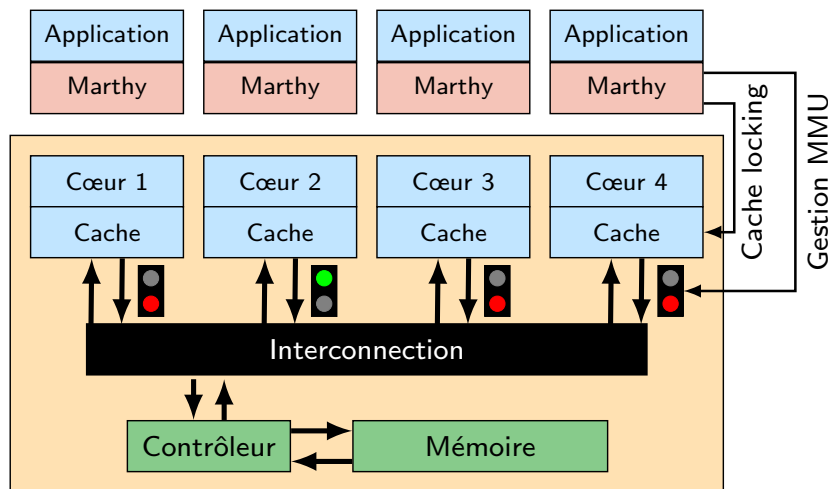 Application
Application
Application
Application
Marthy
Marthy
Marthy
Marthy
Cache locking
Gestion MMU
Cœur 1
Cœur 2
Cœur 3
Cœur 4
Cache
Cache
Cache
Cache
Interconnection
Contrôleur
Mémoire